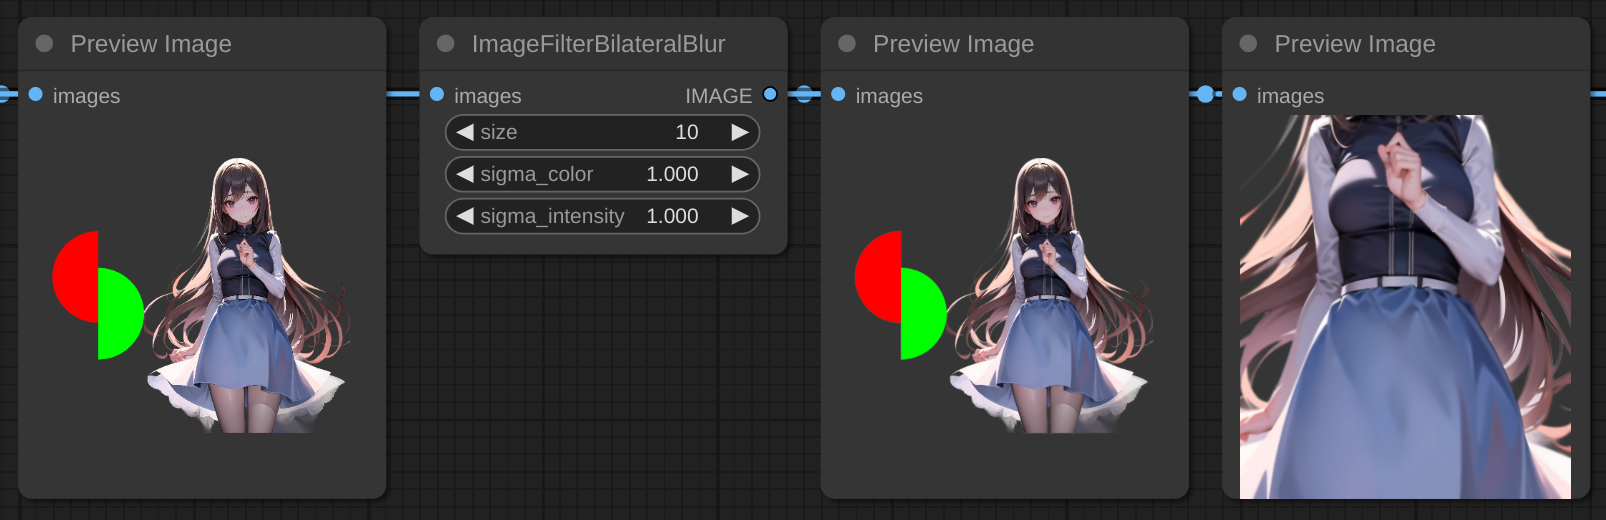 Preview Image
images
ImageFilterBilateralBlur
images IMAGE
size 10
sigma_color 1.000
sigma_intensity 1.000
Preview Image
images
Preview Image
images